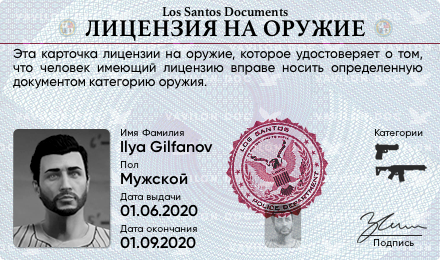 Los Santos Documents
ЛИЦЕНЗИЯ НА ОРУЖИЕ
Эта карточка лицензии на оружие, которое удостоверяет о том,
что человек имеющий лицензию вправе носить определенную
документом категорию оружия.
Имя Фамилия
Ilya Gilfanov
Пол
Мужской
Дата выдачи
01.06.2020
Дата окончания
01.09.2020
LOS SANTOS
POLICE DEPARTMENT
Категории
Подпись